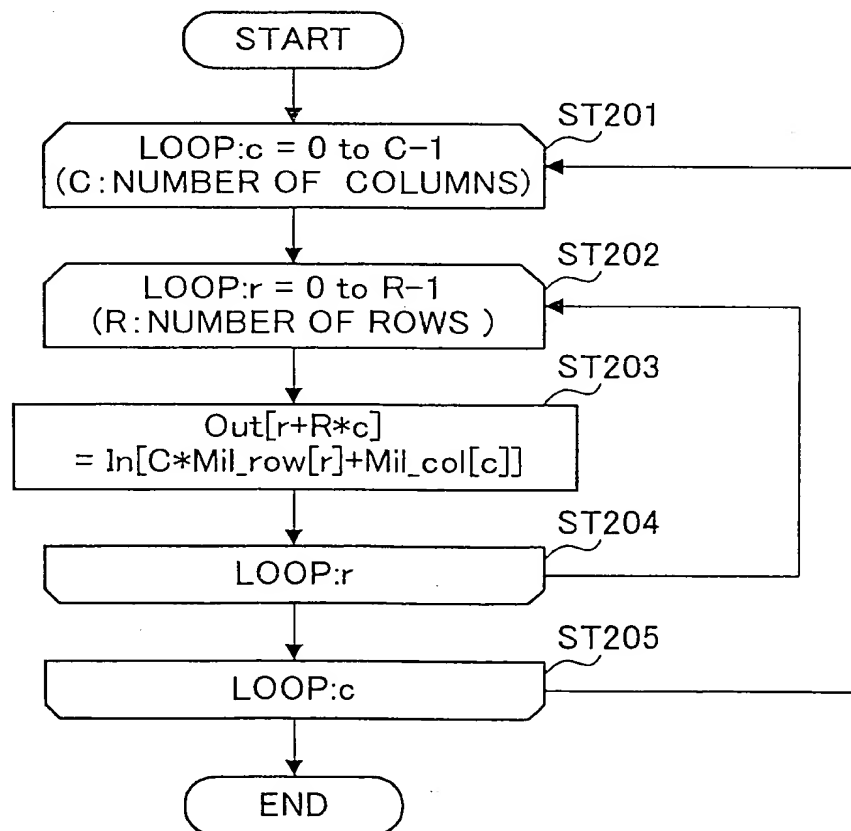 START
ST201
LOOP:c = 0 to C-1
(C:NUMBER OF COLUMNS)
ST202
LOOP:r = 0 to R-1
(R:NUMBER OF ROWS )
ST203
Out[r+R*c]
= In[C*Mil_row[r]+Mil_col[c]]
ST204
LOOP:r
ST205
LOOP:c
END